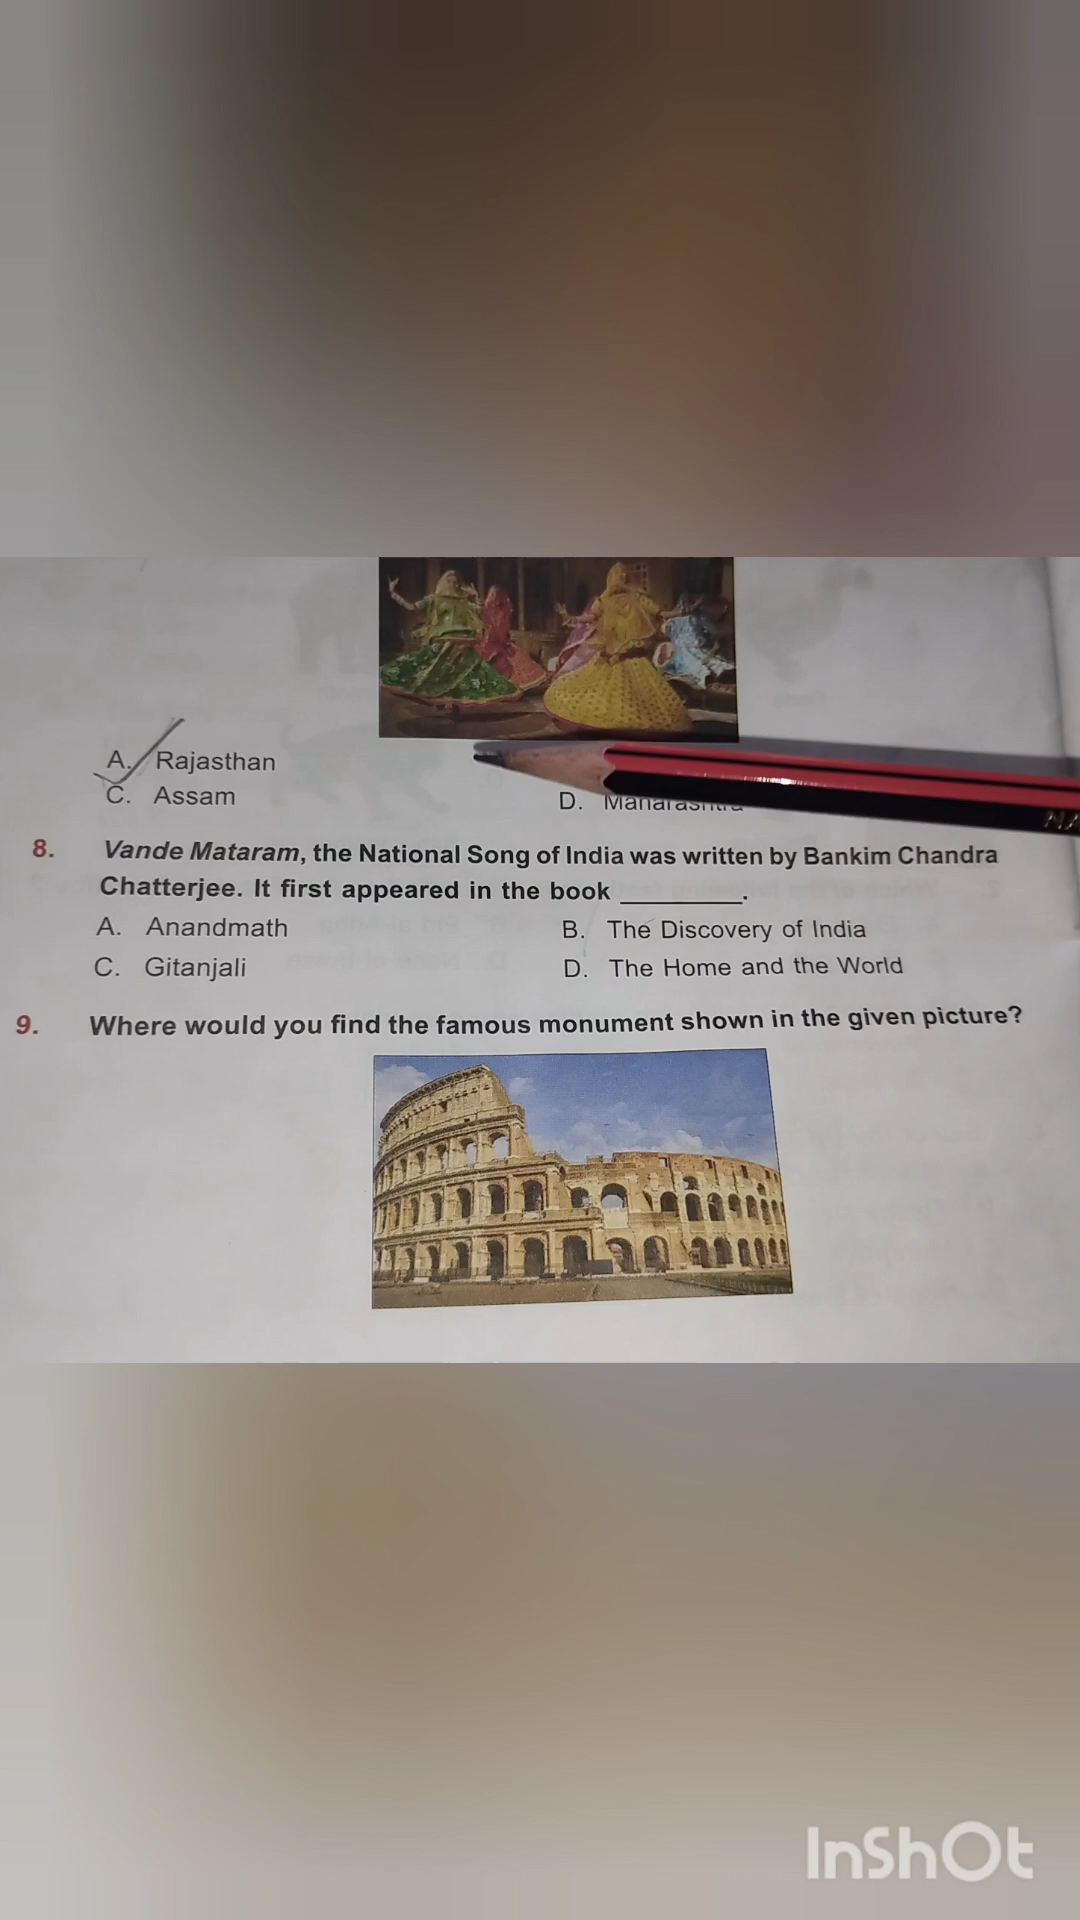 A. Rajasthan
C. Assam
D. Maharashtra
8. Vande Mataram, the National Song of India was written by Bankim Chandra
Chatterjee. It first appeared in the book ________.
A. Anandmath
B. The Discovery of India
C. Gitanjali
D. The Home and the World
9. Where would you find the famous monument shown in the given picture?
InShOt